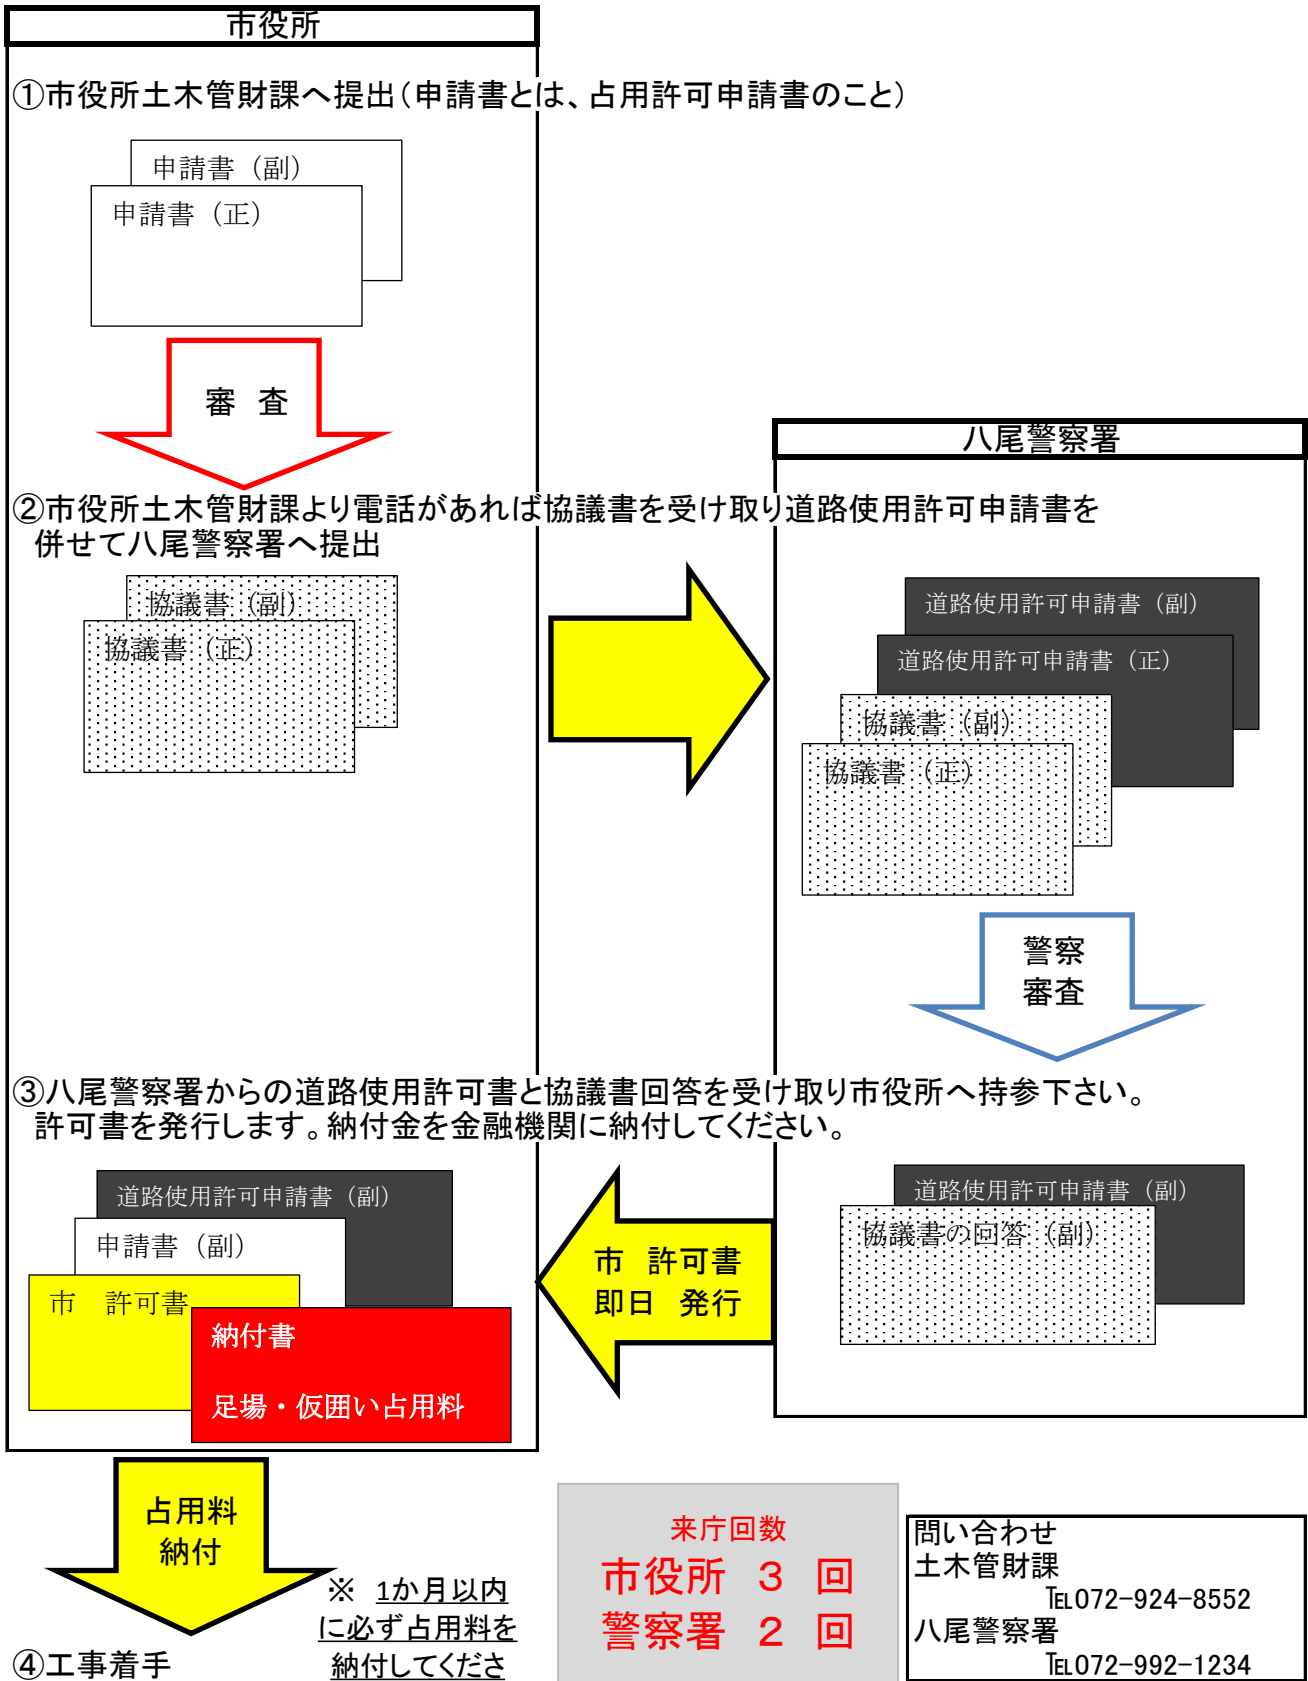 市役所
①市役所土木管財課へ提出（申請書とは、占用許可申請書のこと）
申請書（副）
申請書（正）
審 査
八尾警察署
②市役所土木管財課より電話があれば協議書を受け取り道路使用許可申請書を
併せて八尾警察署へ提出
協議書（副）
協議書（正）
道路使用許可申請書（副）
道路使用許可申請書（正）
協議書（副）
協議書（正）
警察
審査
③八尾警察署からの道路使用許可書と協議書回答を受け取り市役所へ持参下さい。
許可書を発行します。納付金を金融機関に納付してください。
道路使用許可申請書（副）
申請書（副）
市 許可書
納付書
足場・仮囲い占用料
市 許可書
即日 発行
道路使用許可申請書（副）
協議書の回答（副）
占用料
納付
※ 1か月以内
に必ず占用料を
納付してくださ
④工事着手
来庁回数
市役所 ３ 回
警察署 ２ 回
問い合わせ
土木管財課
℡072-924-8552
八尾警察署
℡072-992-1234